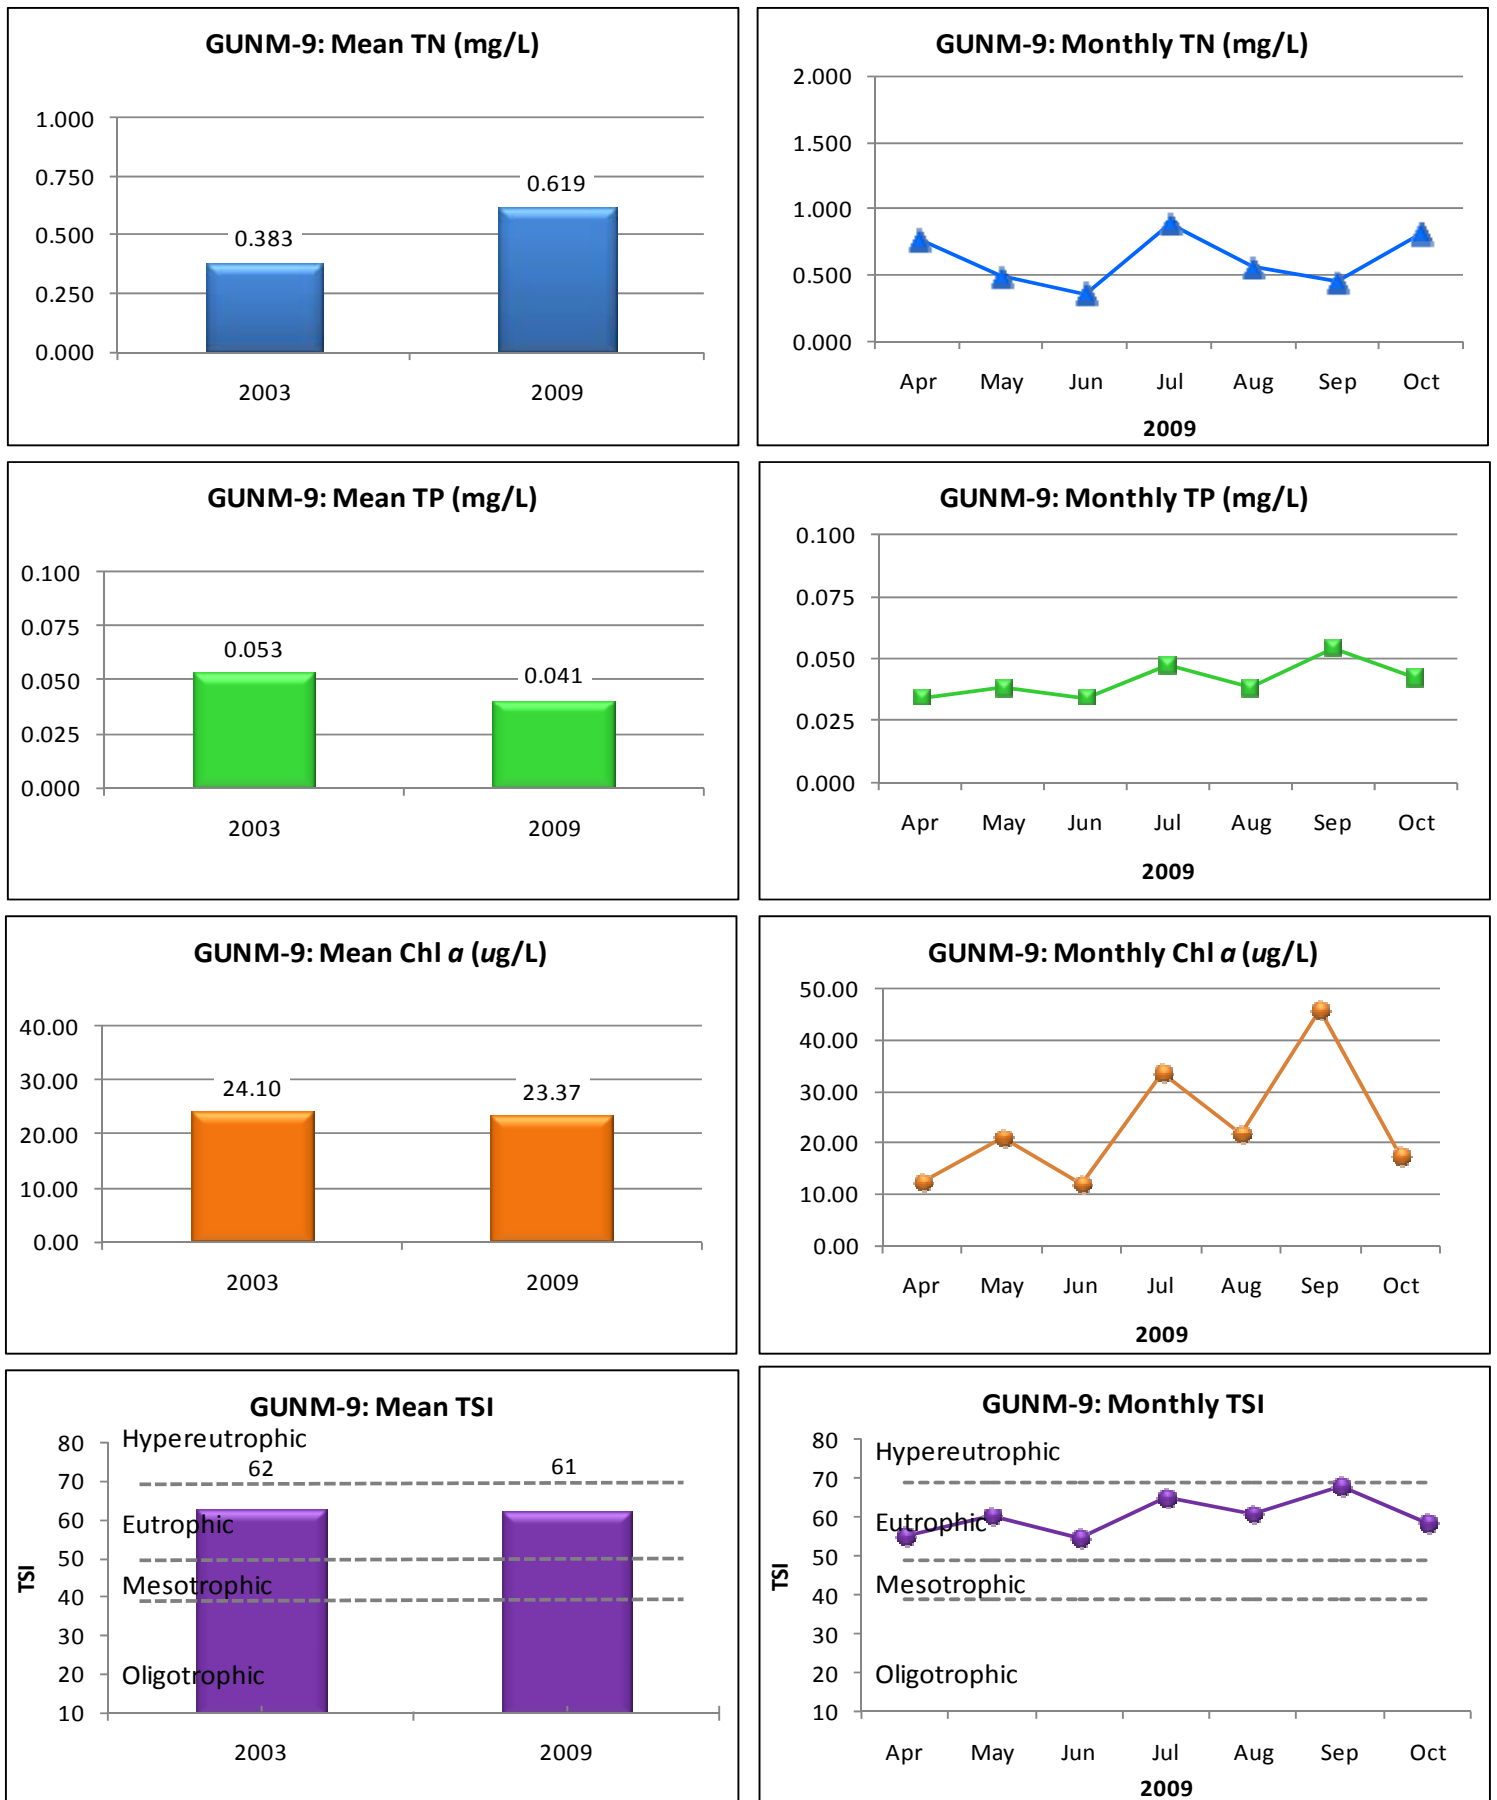 GUNM-9: Mean TN (mg/L)
1.000
0.750
0.500
0.250
0.000
0.383
0.619
2003 2009
GUNM-9: Monthly TN (mg/L)
2.000
1.500
1.000
0.500
0.000
Apr May Jun Jul Aug Sep Oct
2009
GUNM-9: Mean TP (mg/L)
0.100
0.075
0.050
0.025
0.000
0.053
0.041
2003 2009
GUNM-9: Monthly TP (mg/L)
0.100
0.075
0.050
0.025
0.000
Apr May Jun Jul Aug Sep Oct
2009
GUNM-9: Mean Chl a (ug/L)
40.00
30.00
20.00
10.00
0.00
24.10
23.37
2003 2009
GUNM-9: Monthly Chl a (ug/L)
50.00
40.00
30.00
20.00
10.00
0.00
Apr May Jun Jul Aug Sep Oct
2009
GUNM-9: Mean TSI
TSI
80
70
60
50
40
30
20
10
Hypereutrophic
62
61
Eutrophic
Mesotrophic
Oligotrophic
2003 2009
GUNM-9: Monthly TSI
TSI
80
70
60
50
40
30
20
10
Hypereutrophic
Eutrophic
Mesotrophic
Oligotrophic
Apr May Jun Jul Aug Sep Oct
2009